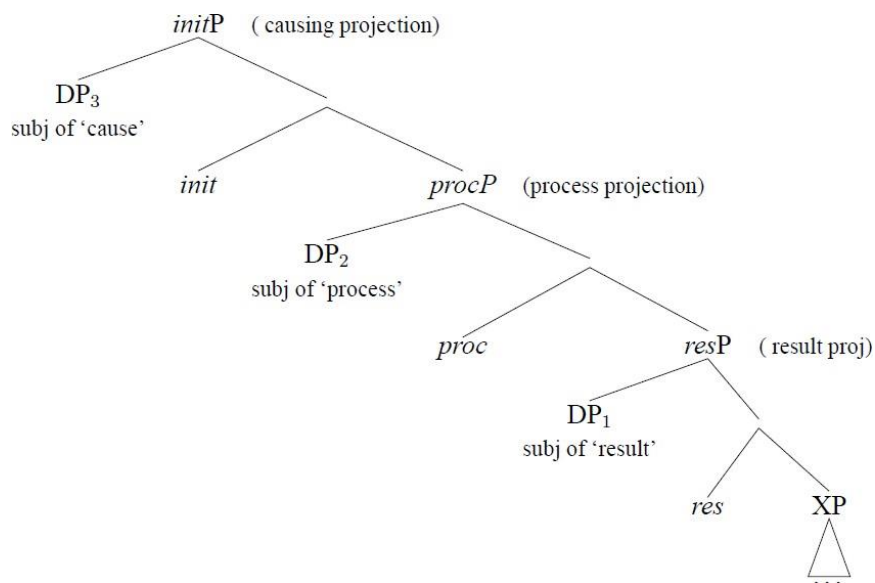 initP ( causing projection)
DP₃
subj of ‘cause’
init procP (process projection)
DP₂
subj of ‘process’
proc resP ( result proj)
DP₁
subj of ‘result’
res XP